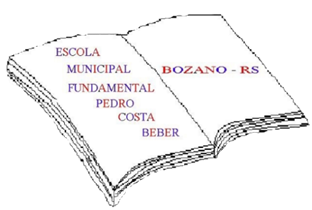 ESCOLA
MUNICIPAL
FUNDAMENTAL
PEDRO
COSTA
BEBER
BOZANO - RS